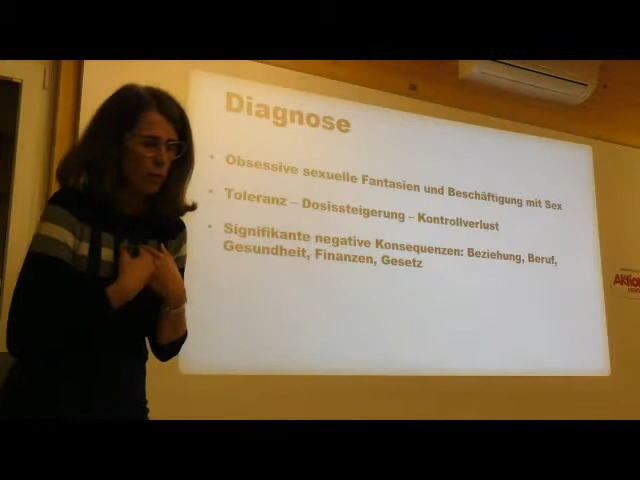 Diagnose
• Obsessive sexuelle Fantasien und Beschäftigung mit Sex
• Toleranz – Dosissteigerung – Kontrollverlust
• Signifikante negative Konsequenzen: Beziehung, Beruf,
Gesundheit, Finanzen, Gesetz